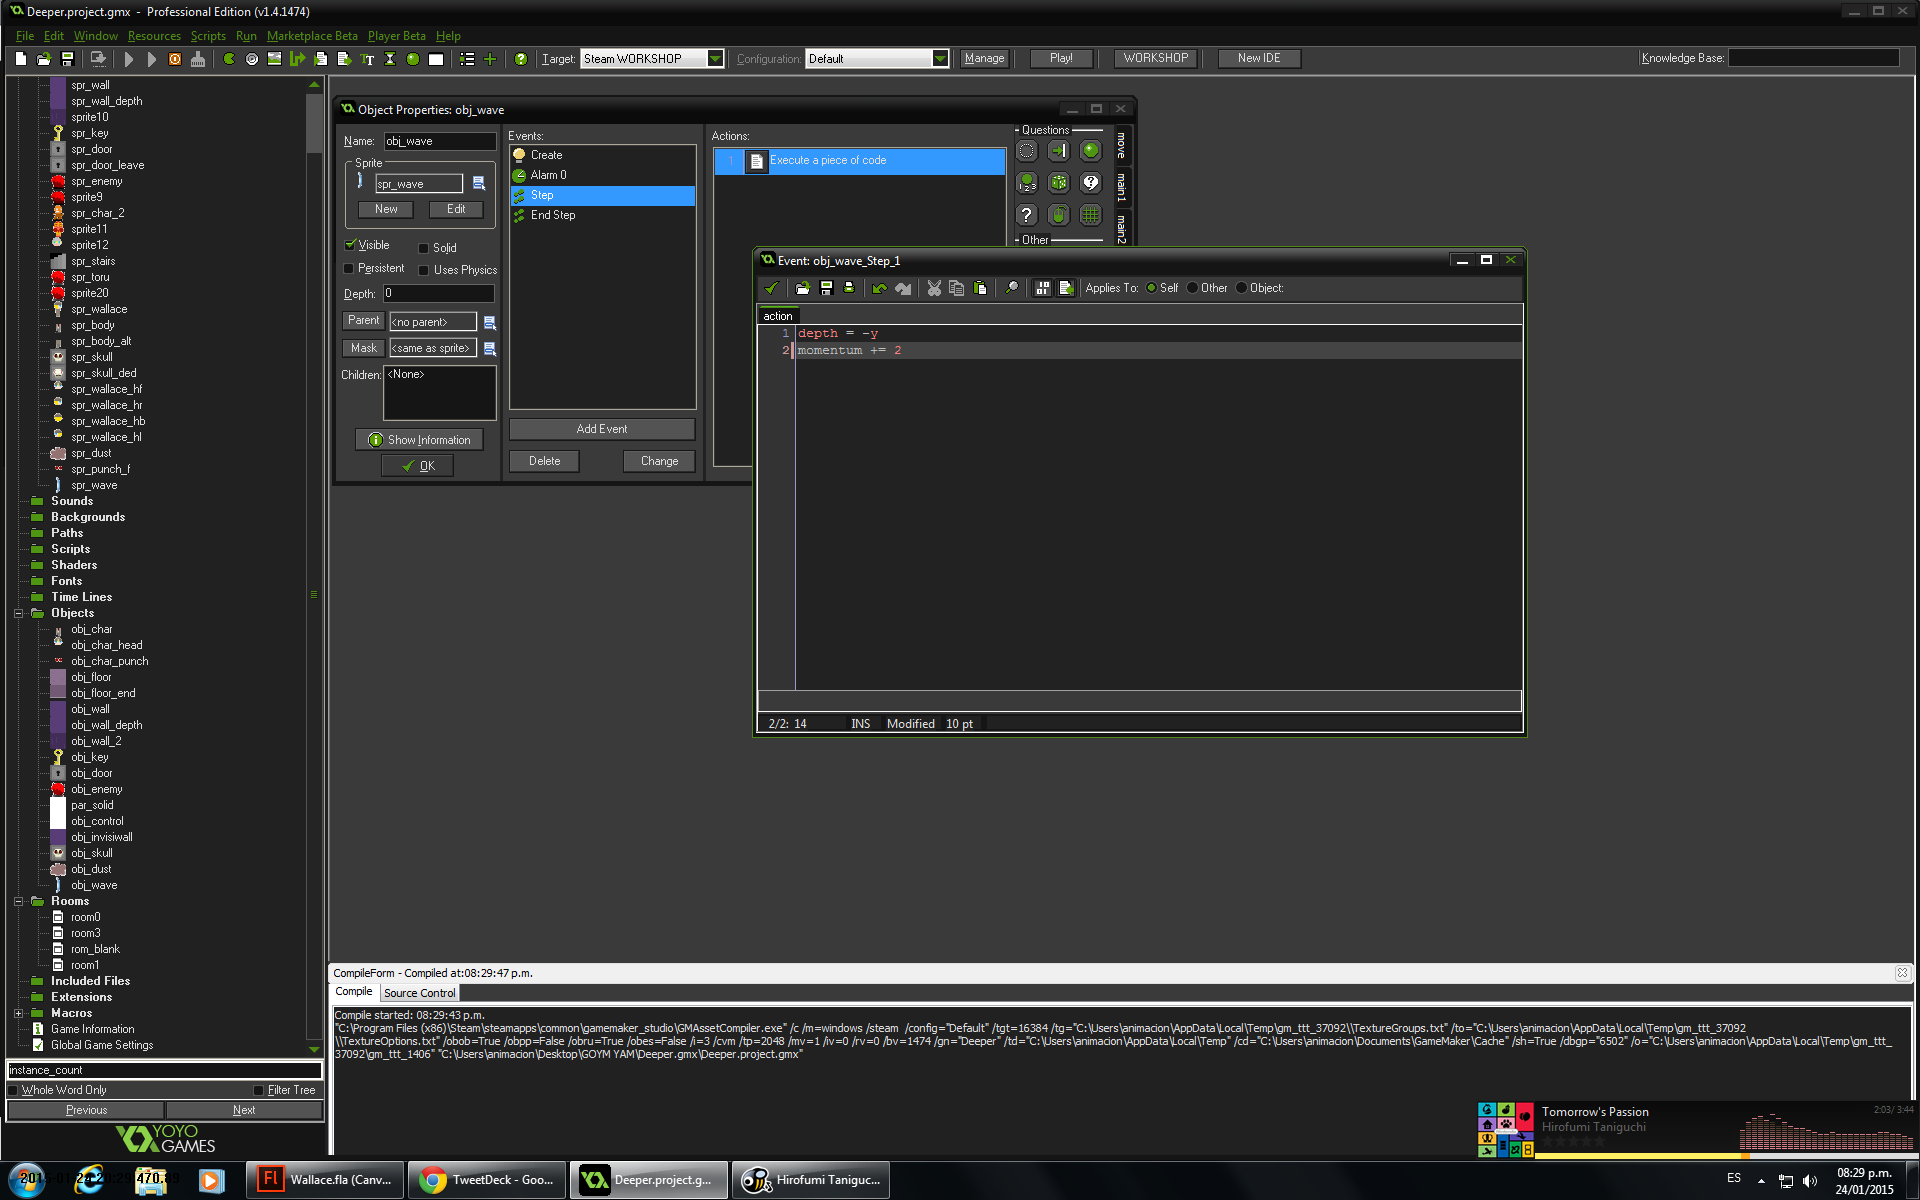 Deeper.project.gmx - Professional Edition (v1.4.1474)
File Edit Window Resources Scripts Run Marketplace Beta Player Beta Help
Target: Steam WORKSHOP Configuration: Default Manage Play! WORKSHOP New IDE Knowledge Base:
spr_wall
spr_wall_depth
sprite10
spr_key
spr_door
spr_door_leave
spr_enemy
sprite9
spr_char_2
sprite11
sprite12
spr_stairs
spr_toru
sprite20
spr_wallace
spr_body
spr_body_alt
spr_skull
spr_skull_ded
spr_wallace_hf
spr_wallace_hr
spr_wallace_hb
spr_wallace_hl
spr_dust
spr_punch_f
spr_wave
Sounds
Backgrounds
Paths
Scripts
Shaders
Fonts
Time Lines
Objects
obj_char
obj_char_head
obj_char_punch
obj_floor
obj_floor_end
obj_wall
obj_wall_depth
obj_wall_2
obj_key
obj_door
obj_enemy
par_solid
obj_control
obj_invisiwall
obj_skull
obj_dust
obj_wave
Rooms
room0
room3
rom_blank
room1
Included Files
Extensions
Macros
Game Information
Global Game Settings
instance_count
Whole Word Only Filter Tree
Previous Next
YOYO
GAMES
Object Properties: obj_wave
Name: obj_wave
Sprite
spr_wave
New Edit
Visible Solid
Persistent Uses Physics
Depth: 0
Parent <no parent>
Mask <same as sprite>
Children: <None>
Show Information
OK
Events:
Create
Alarm 0
Step
End Step
Add Event
Delete Change
Actions:
1 Execute a piece of code
Questions
Other
move
main1
main2
Event: obj_wave_Step_1
Applies To: Self Other Object:
action
1 depth = -y
2 momentum += 2
2/2: 14 INS Modified 10 pt
CompileForm - Compiled at:08:29:47 p.m.
Compile Source Control
Compile started: 08:29:43 p.m.
"C:\Program Files (x86)\Steam\steamapps\common\gamemaker_studio\GMAssetCompiler.exe" /c /m=windows /steam /config="Default" /tgt=16384 /tg="C:\Users\animacion\AppData\Local\Temp\gm_ttt_37092\\TextureGroups.txt" /to="C:\Users\animacion\AppData\Local\Temp\gm_ttt_37092
\\TextureOptions.txt" /obob=True /obpp=False /obru=True /obes=False /i=3 /cvm /tp=2048 /mv=1 /iv=0 /rv=0 /bv=1474 /gn="Deeper" /td="C:\Users\animacion\AppData\Local\Temp" /cd="C:\Users\animacion\Documents\GameMaker\Cache" /sh=True /dbgp="6502" /o="C:\Users\animacion\AppData\Local\Temp\gm_ttt_
37092\gm_ttt_1406" "C:\Users\animacion\Desktop\GOYM YAM\Deeper.gmx\Deeper.project.gmx"
Tomorrow's Passion
Hirofumi Taniguchi
2:03/ 3:44
Wallace.fla (Canv... TweetDeck - Goo... Deeper.project.g... Hirofumi Taniguc...
ES
08:29 p.m.
24/01/2015